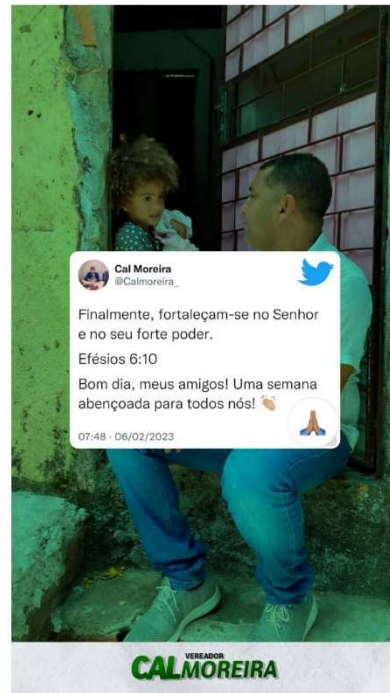 Cal Moreira
@Calmoreira_
Finalmente, fortaleçam-se no Senhor
e no seu forte poder.
Efésios 6:10
Bom dia, meus amigos! Uma semana
abençoada para todos nós! 👏🏼
🙏🏽
07:48 · 06/02/2023
VEREADOR
CALMOREIRA